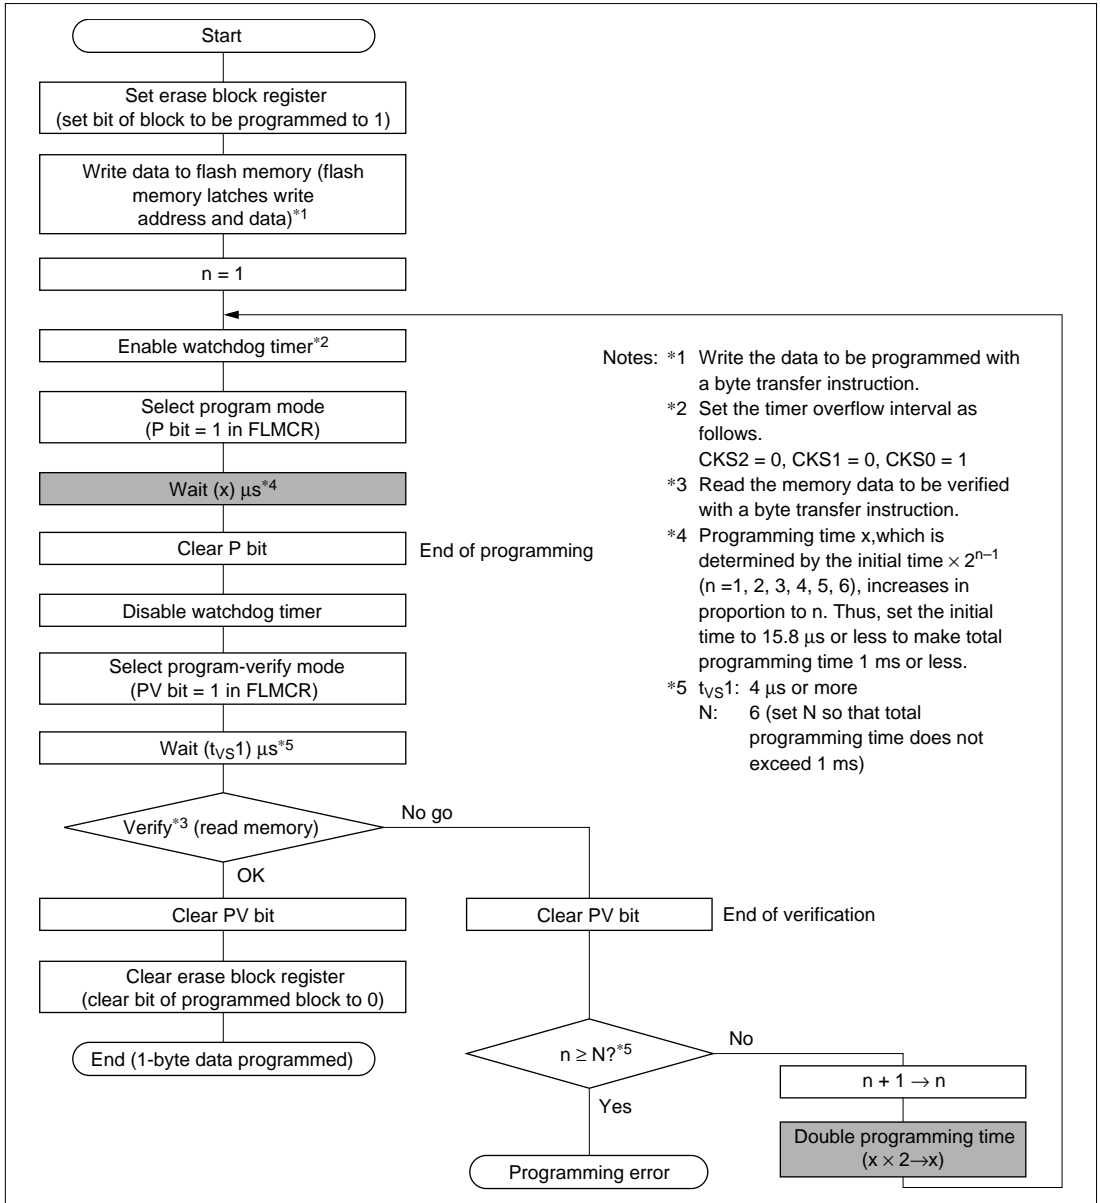 Start
Set erase block register
(set bit of block to be programmed to 1)
Write data to flash memory (flash
memory latches write
address and data)*1
n = 1
Enable watchdog timer*2
Select program mode
(P bit = 1 in FLMCR)
Wait (x) μs*4
Clear P bit
End of programming
Disable watchdog timer
Select program-verify mode
(PV bit = 1 in FLMCR)
Wait (tVS1) μs*5
Verify*3 (read memory)
No go
OK
Clear PV bit
Clear erase block register
(clear bit of programmed block to 0)
End (1-byte data programmed)
Clear PV bit
End of verification
n ≥ N?*5
No
Yes
n + 1 → n
Double programming time
(x × 2→x)
Programming error
Notes: *1 Write the data to be programmed with
a byte transfer instruction.
*2 Set the timer overflow interval as
follows.
CKS2 = 0, CKS1 = 0, CKS0 = 1
*3 Read the memory data to be verified
with a byte transfer instruction.
*4 Programming time x,which is
determined by the initial time × 2^n–1
(n =1, 2, 3, 4, 5, 6), increases in
proportion to n. Thus, set the initial
time to 15.8 μs or less to make total
programming time 1 ms or less.
*5 tVS1: 4 μs or more
N: 6 (set N so that total
programming time does not
exceed 1 ms)